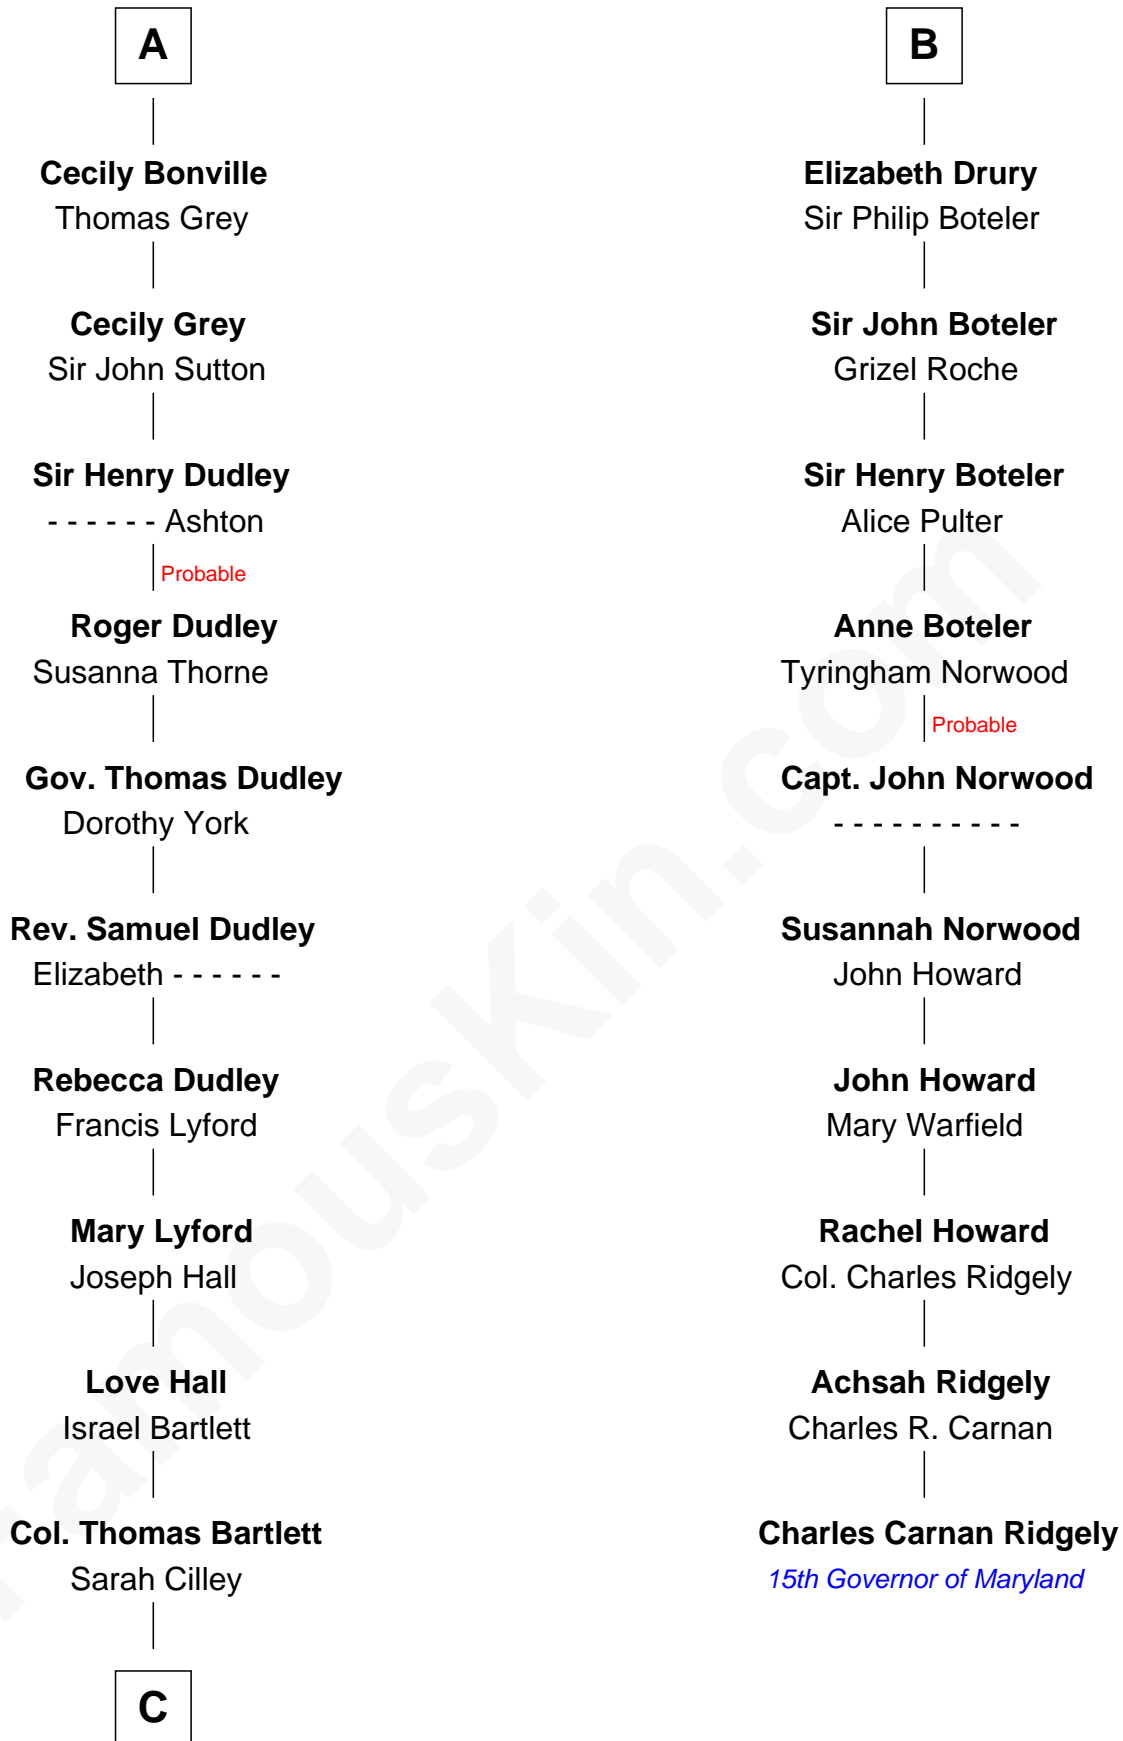 A
Cecily Bonville
Thomas Grey
Cecily Grey
Sir John Sutton
Sir Henry Dudley
- - - - - - Ashton
Probable
Roger Dudley
Susanna Thorne
Gov. Thomas Dudley
Dorothy York
Rev. Samuel Dudley
Elizabeth - - - - - -
Rebecca Dudley
Francis Lyford
Mary Lyford
Joseph Hall
Love Hall
Israel Bartlett
Col. Thomas Bartlett
Sarah Cilley
C
B
Elizabeth Drury
Sir Philip Boteler
Sir John Boteler
Grizel Roche
Sir Henry Boteler
Alice Pulter
Anne Boteler
Tyringham Norwood
Probable
Capt. John Norwood
- - - - - - - - - -
Susannah Norwood
John Howard
John Howard
Mary Warfield
Rachel Howard
Col. Charles Ridgely
Achsah Ridgely
Charles R. Carnan
Charles Carnan Ridgely
15th Governor of Maryland
FamousKin.com